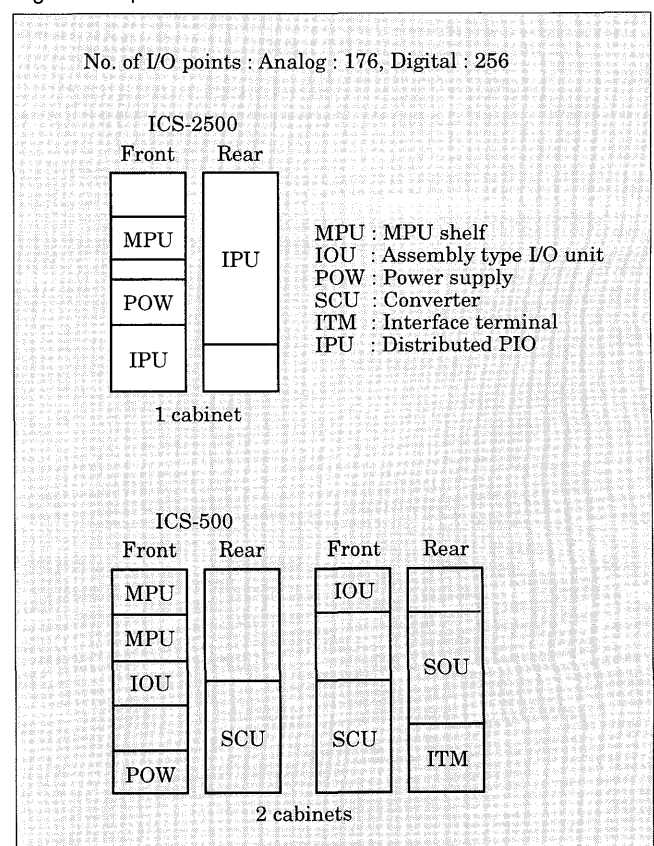 No. of I/O points : Analog : 176, Digital : 256
ICS-2500
Front Rear
MPU
IPU
POW
IPU
MPU : MPU shelf
IOU : Assembly type I/O unit
POW : Power supply
SCU : Converter
ITM : Interface terminal
IPU : Distributed PIO
1 cabinet
ICS-500
Front Rear Front Rear
MPU
MPU
IOU
POW
SCU
IOU
SCU
SOU
ITM
2 cabinets